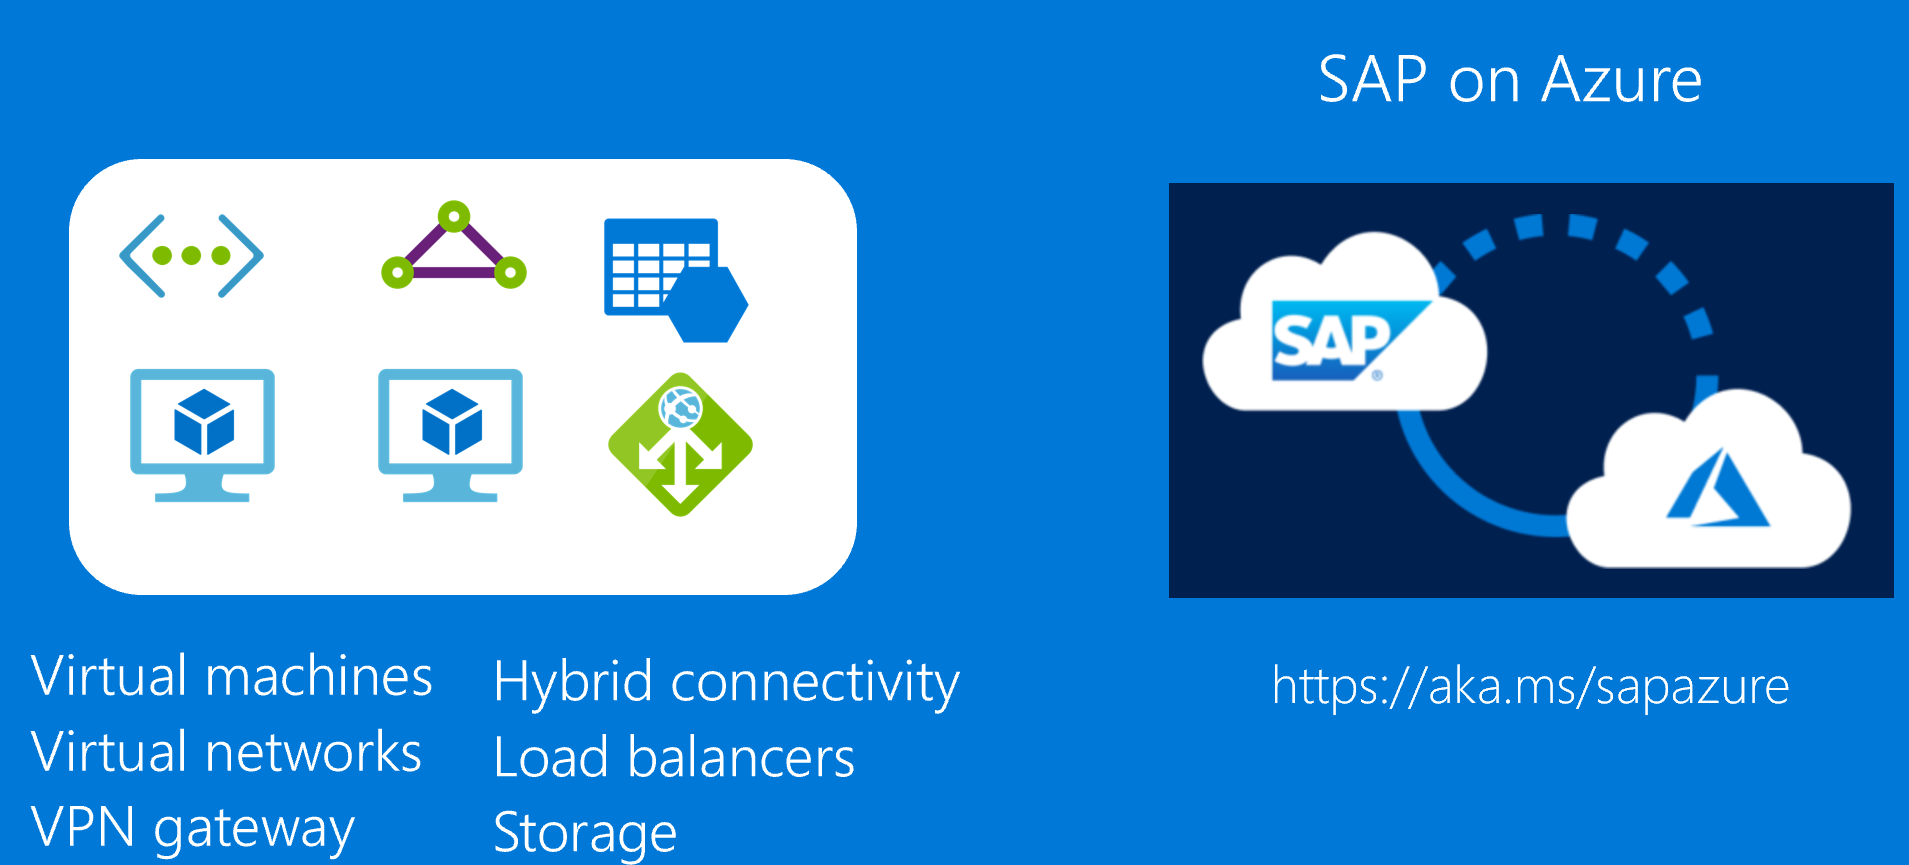 SAP on Azure
SAP®
Virtual machines
Virtual networks
VPN gateway
Hybrid connectivity
Load balancers
Storage
https://aka.ms/sapazure